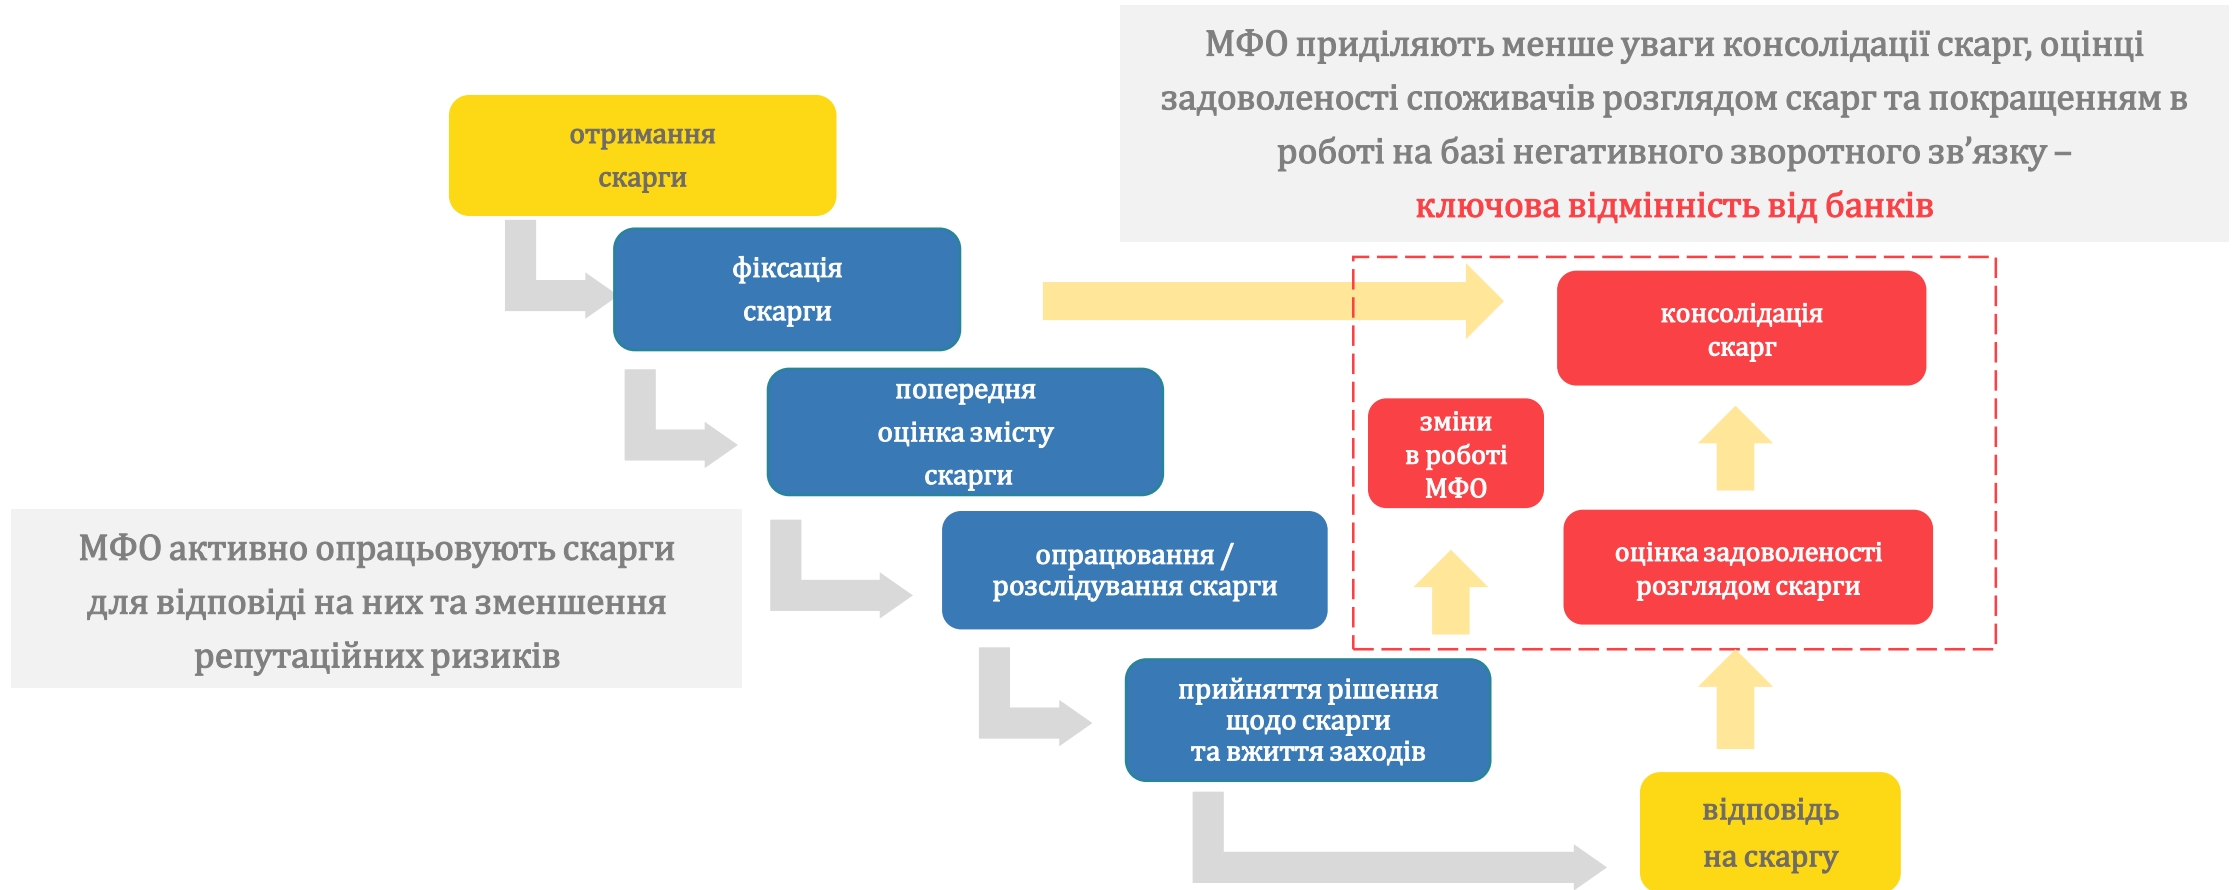 МФО приділяють менше уваги консолідації скарг, оцінці
задоволеності споживачів розглядом скарг та покращенням в
роботі на базі негативного зворотного зв’язку –
ключова відмінність від банків
отримання
скарги
фіксація
скарги
консолідація
скарг
попередня
оцінка змісту
скарги
зміни
в роботі
МФО
МФО активно опрацьовують скарги
для відповіді на них та зменшення
репутаційних ризиків
опрацювання /
розслідування скарги
оцінка задоволеності
розглядом скарги
прийняття рішення
щодо скарги
та вжиття заходів
відповідь
на скаргу